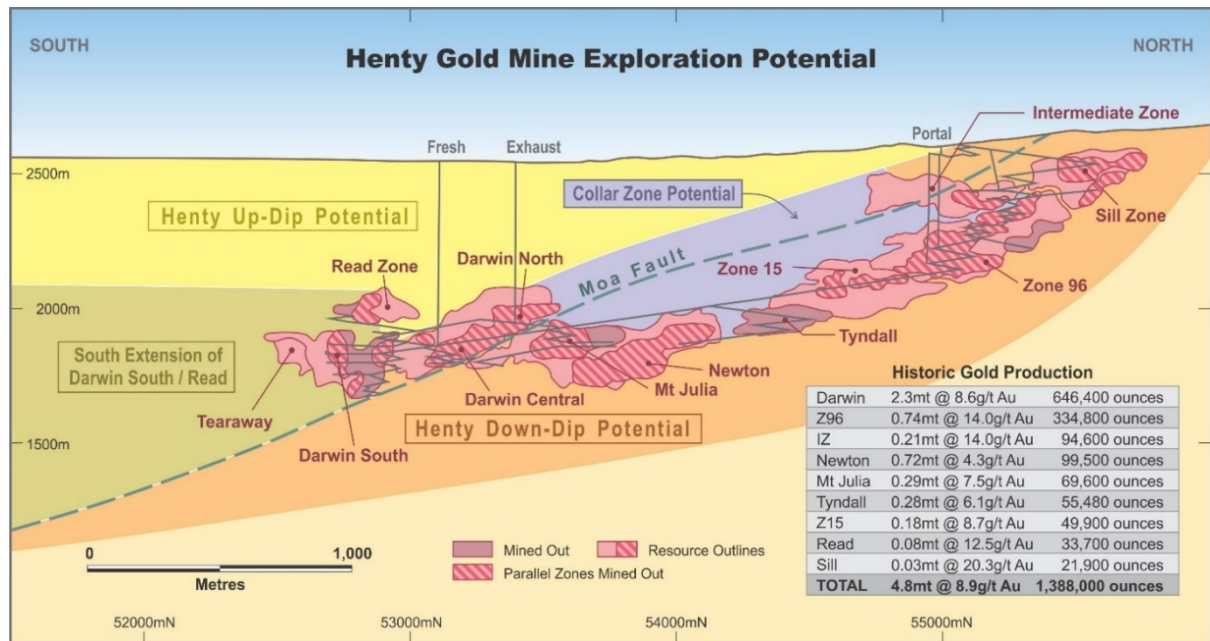 SOUTH
NORTH
Henty Gold Mine Exploration Potential
Intermediate Zone
Portal
Fresh
Exhaust
2500m
Collar Zone Potential
Sill Zone
Henty Up-Dip Potential
Read Zone
Darwin North
Moa Fault
Zone 15
Zone 96
2000m
Tyndall
South Extension of
Darwin South / Read
Newton
Mt Julia
Tearaway
Darwin Central
Henty Down-Dip Potential
Darwin South
1500m
Historic Gold Production
Darwin 2.3mt @ 8.6g/t Au 646,400 ounces
Z96 0.74mt @ 14.0g/t Au 334,800 ounces
IZ 0.21mt @ 14.0g/t Au 94,600 ounces
Newton 0.72mt @ 4.3g/t Au 99,500 ounces
Mt Julia 0.29mt @ 7.5g/t Au 69,600 ounces
Tyndall 0.28mt @ 6.1g/t Au 55,480 ounces
Z15 0.18mt @ 8.7g/t Au 49,900 ounces
Read 0.08mt @ 12.5g/t Au 33,700 ounces
Sill 0.03mt @ 20.3g/t Au 21,900 ounces
TOTAL 4.8mt @ 8.9g/t Au 1,388,000 ounces
0 1,000
Metres
Mined Out
Resource Outlines
Parallel Zones Mined Out
52000mN 53000mN 54000mN 55000mN